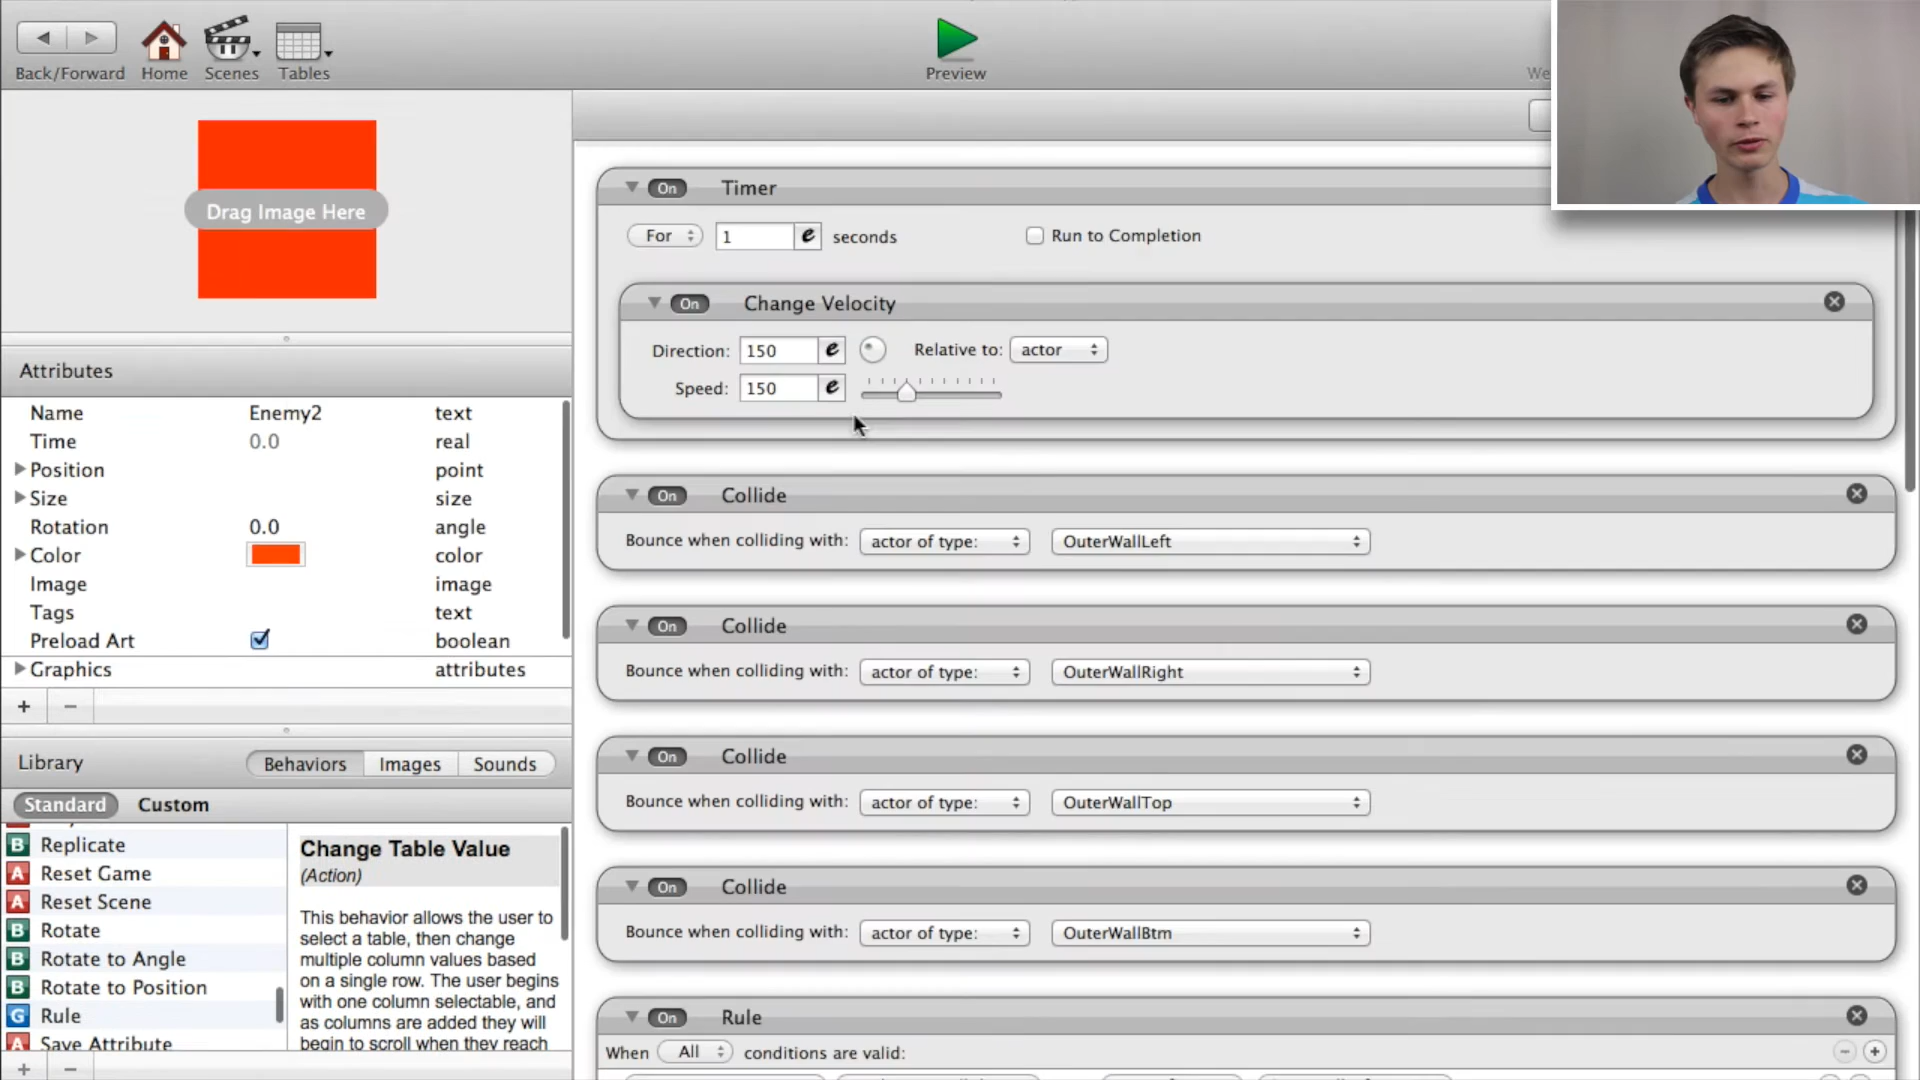 Back/Forward Home Scenes Tables Preview We
Drag Image Here
Attributes
Name Enemy2 text
Time 0.0 real
Position point
Size size
Rotation 0.0 angle
Color color
Image image
Tags text
Preload Art boolean
Graphics attributes
+ −
Library Behaviors Images Sounds
Standard Custom
B Replicate
A Reset Game
A Reset Scene
B Rotate
B Rotate to Angle
B Rotate to Position
G Rule
A Save Attribute
+ −
Change Table Value
(Action)
This behavior allows the user to
select a table, then change
multiple column values based
on a single row. The user begins
with one column selectable, and
as columns are added they will
begin to scroll when they reach
On Timer
For 1 e seconds Run to Completion
On Change Velocity
Direction: 150 e Relative to: actor
Speed: 150 e
On Collide
Bounce when colliding with: actor of type: OuterWallLeft
On Collide
Bounce when colliding with: actor of type: OuterWallRight
On Collide
Bounce when colliding with: actor of type: OuterWallTop
On Collide
Bounce when colliding with: actor of type: OuterWallBtm
On Rule
When All conditions are valid: